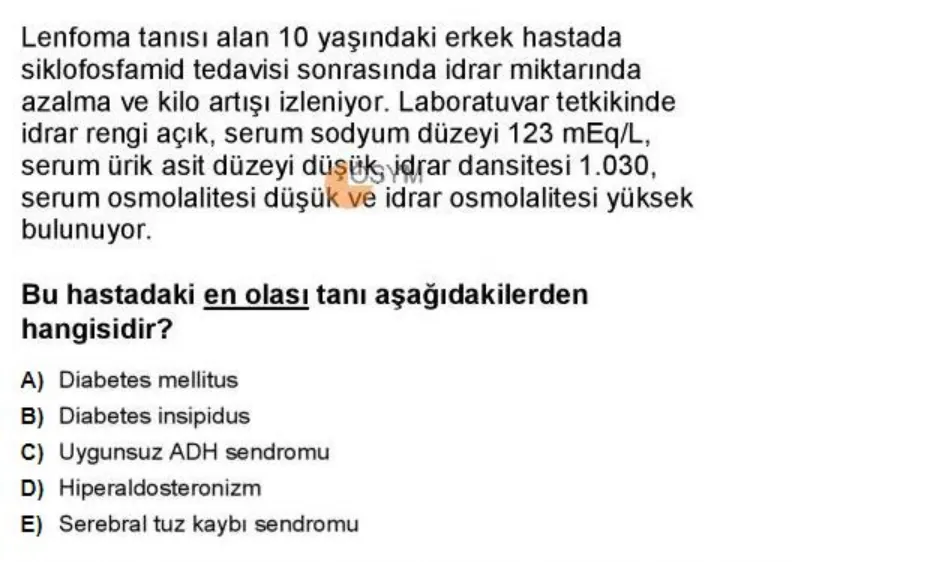 Lenfoma tanısı alan 10 yaşındaki erkek hastada
siklofosfamid tedavisi sonrasında idrar miktarında
azalma ve kilo artışı izleniyor. Laboratuvar tetkikinde
idrar rengi açık, serum sodyum düzeyi 123 mEq/L,
serum ürik asit düzeyi düşük, idrar dansitesi 1.030,
ÖSYM
serum osmolalitesi düşük ve idrar osmolalitesi yüksek
bulunuyor.
Bu hastadaki en olası tanı aşağıdakilerden
hangisidir?
A) Diabetes mellitus
B) Diabetes insipidus
C) Uygunsuz ADH sendromu
D) Hiperaldosteronizm
E) Serebral tuz kaybı sendromu